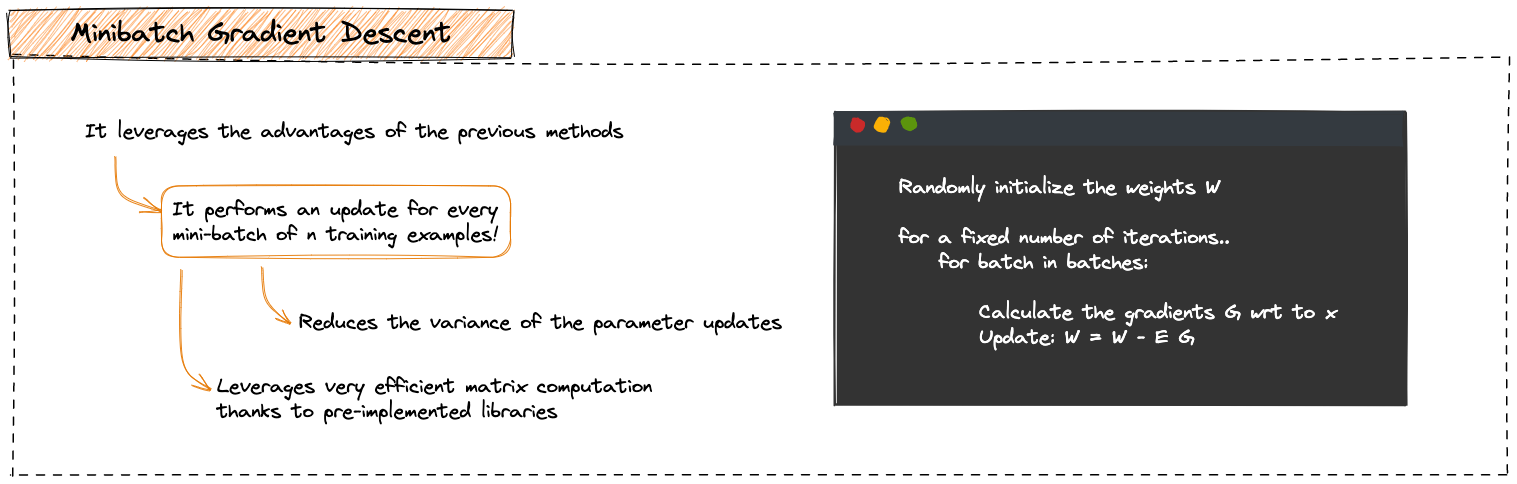 Minibatch Gradient Descent
It leverages the advantages of the previous methods
It performs an update for every
mini-batch of n training examples!
Reduces the variance of the parameter updates
Leverages very efficient matrix computation
thanks to pre-implemented libraries
Randomly initialize the weights W
for a fixed number of iterations..
for batch in batches:
Calculate the gradients G wrt to x
Update: W = W - E G